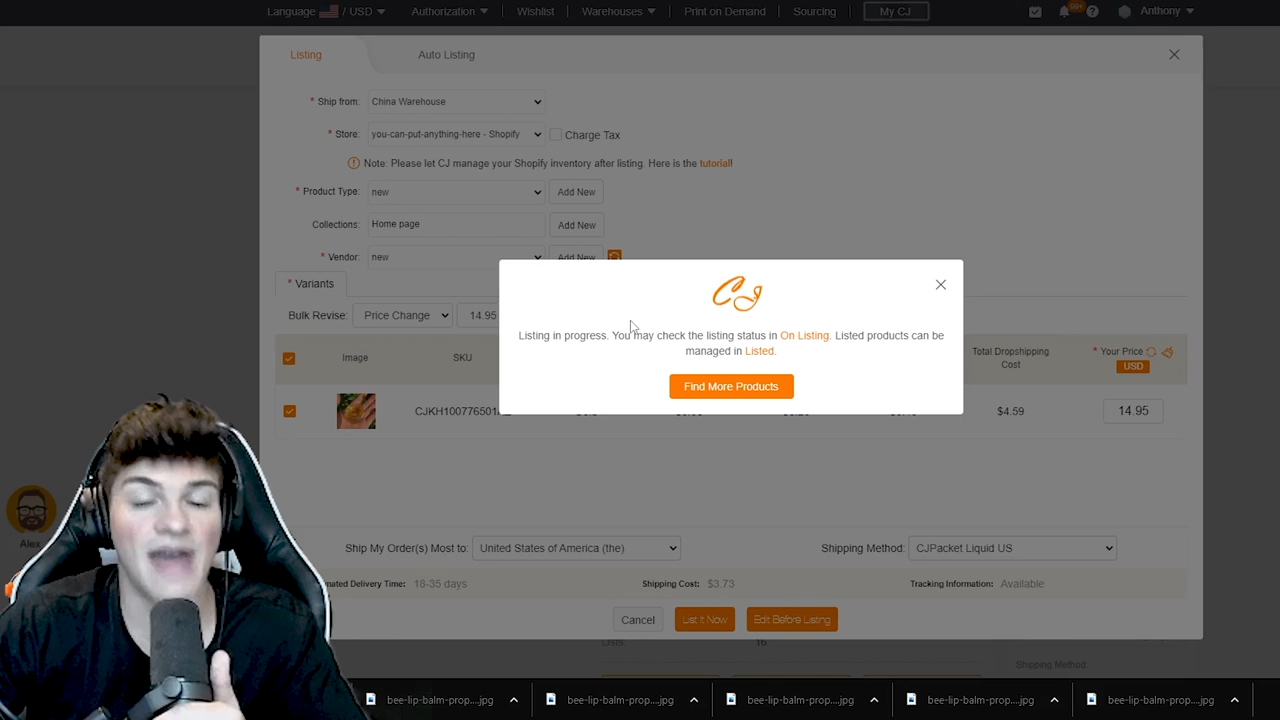 Language / USD Authorization Wishlist Warehouses Print on Demand Sourcing My CJ 99+ Anthony
Listing Auto Listing
* Ship from: China Warehouse
* Store: you-can-put-anything-here - Shopify Charge Tax
Note: Please let CJ manage your Shopify inventory after listing. Here is the tutorial!
* Product Type: new Add New
Collections: Home page Add New
* Vendor: new Add New
* Variants
Bulk Revise: Price Change 14.95
CJ
Listing in progress. You may check the listing status in On Listing. Listed products can be
managed in Listed.
Find More Products
Image SKU Total Dropshipping Cost * Your Price USD
$4.59 14.95
Alex
Ship My Order(s) Most to: United States of America (the) Shipping Method: CJPacket Liquid US
Delivery Time: 18-35 days Shipping Cost: $3.73 Tracking Information: Available
Cancel List It Now Edit Before Listing
Lists: 16
Shipping Method:
bee-lip-balm-prop....jpg bee-lip-balm-prop....jpg bee-lip-balm-prop....jpg bee-lip-balm-prop....jpg bee-lip-balm-prop....jpg